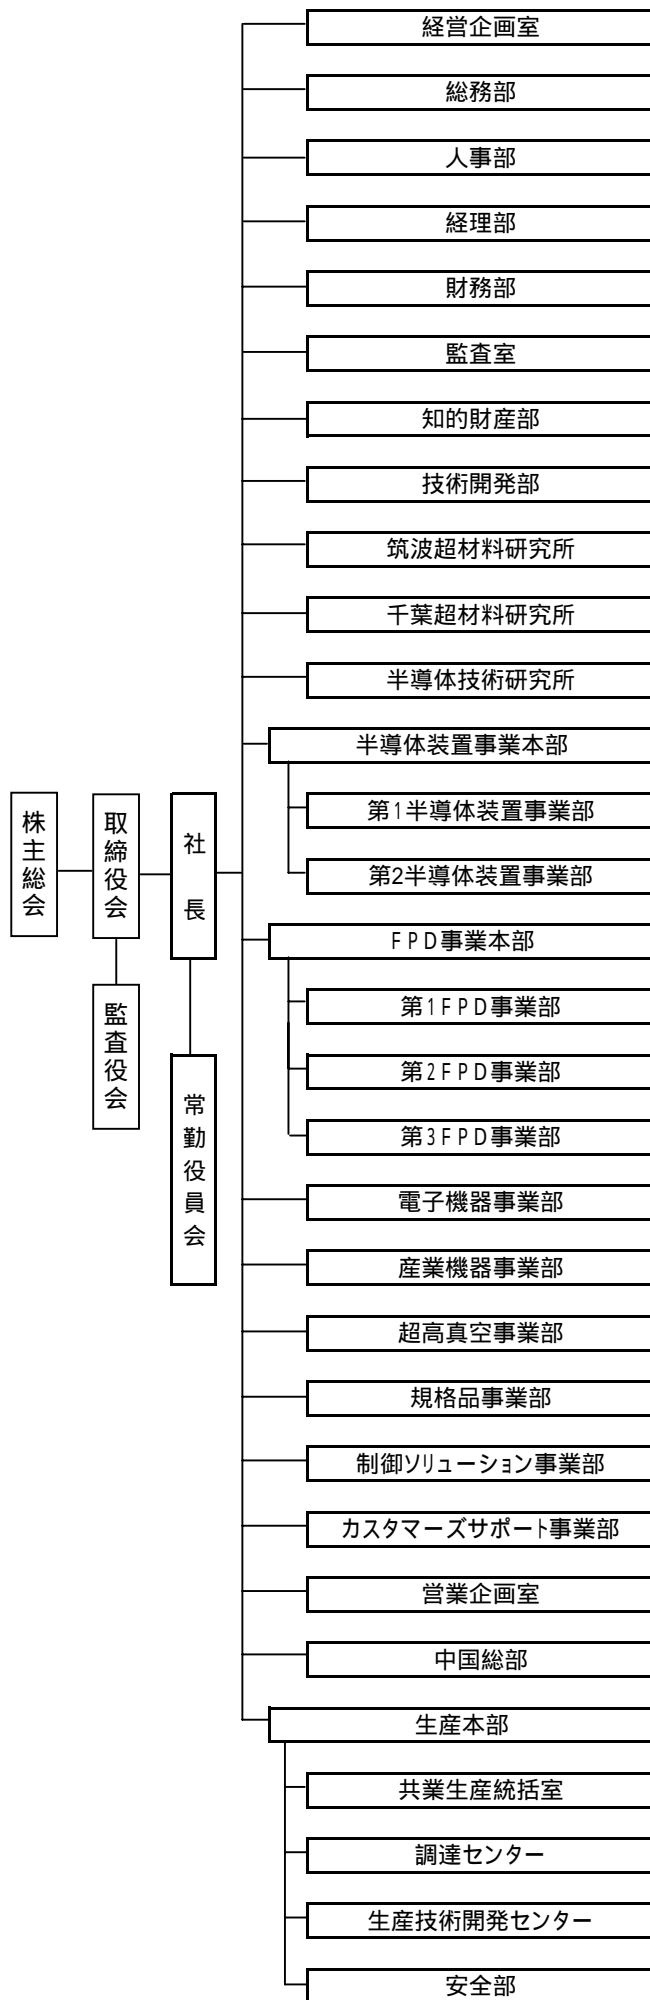 株主総会
取締役会
監査役会
社長
常勤役員会
経営企画室
総務部
人事部
経理部
財務部
監査室
知的財産部
技術開発部
筑波超材料研究所
千葉超材料研究所
半導体技術研究所
半導体装置事業本部
第1半導体装置事業部
第2半導体装置事業部
FPD事業本部
第1FPD事業部
第2FPD事業部
第3FPD事業部
電子機器事業部
産業機器事業部
超高真空事業部
規格品事業部
制御ソリューション事業部
カスタマーズサポート事業部
営業企画室
中国総部
生産本部
共業生産統括室
調達センター
生産技術開発センター
安全部